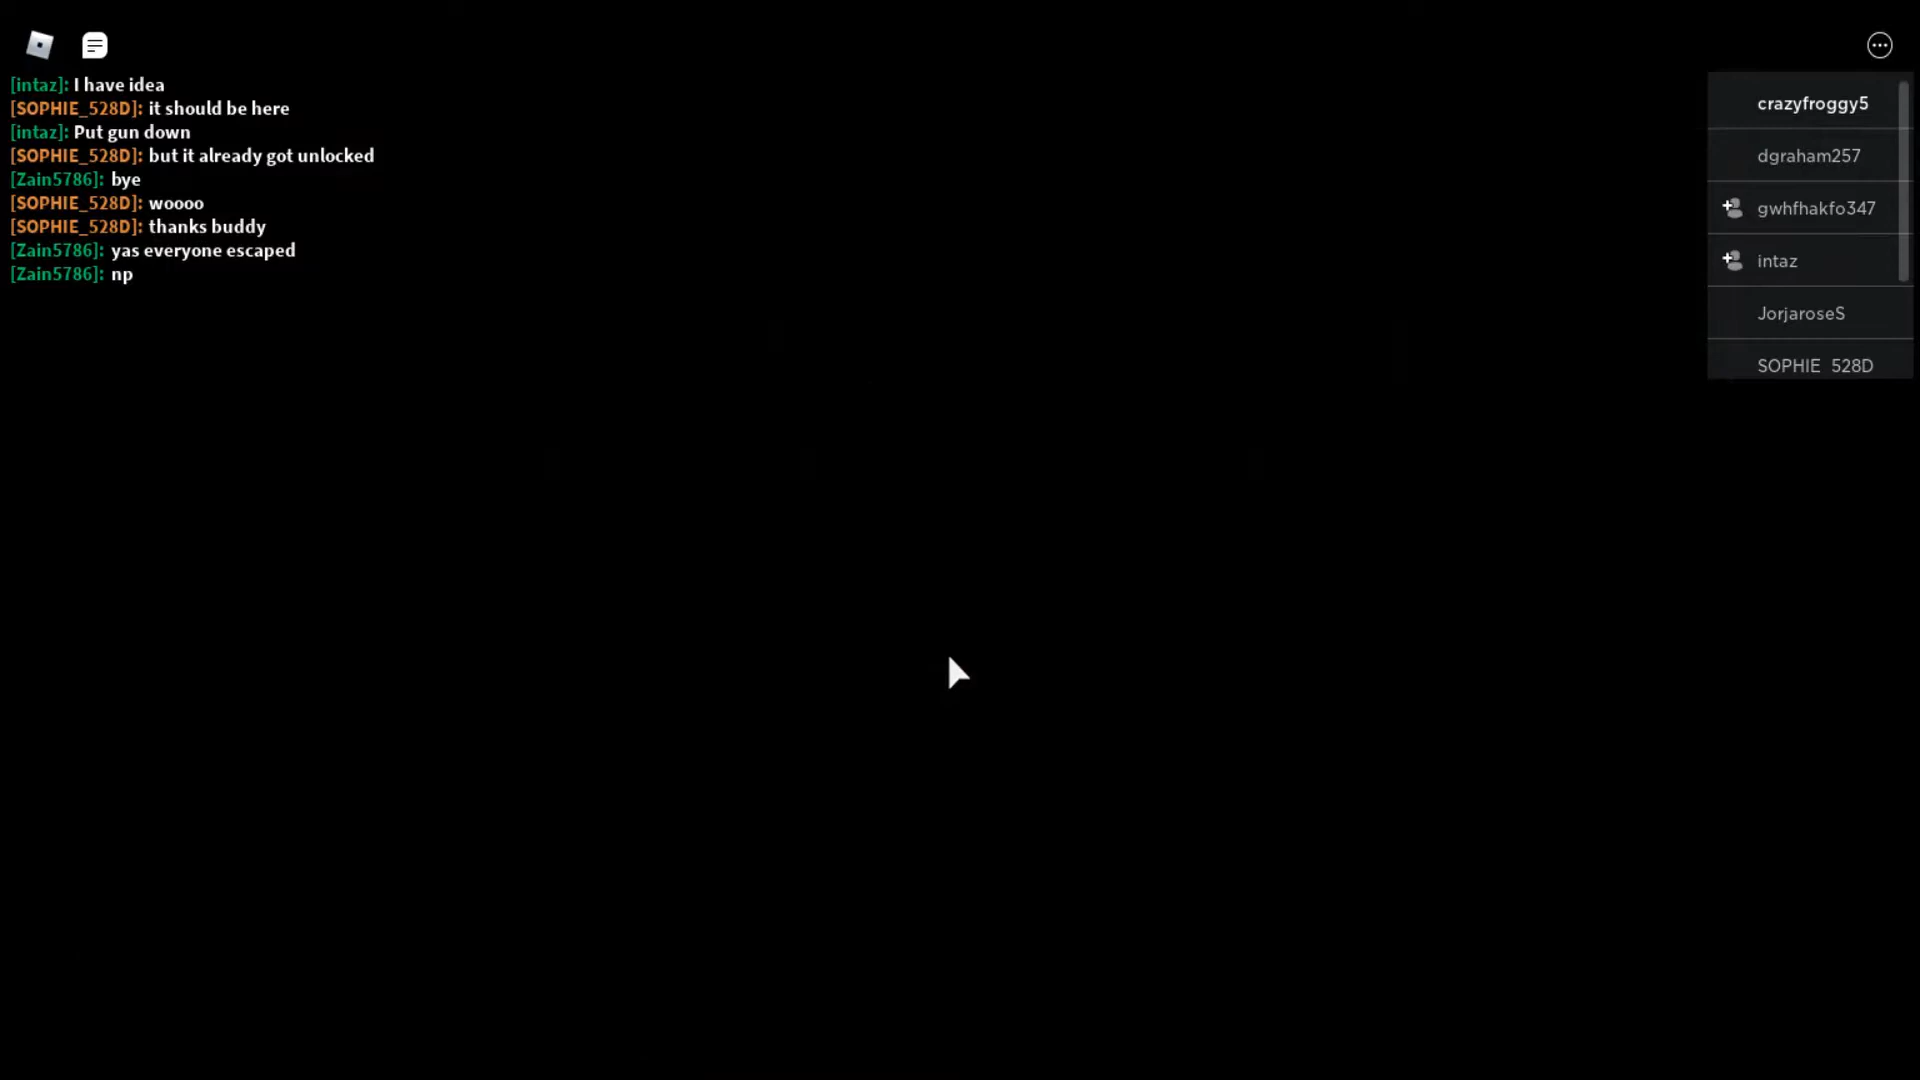 [intaz]: I have idea
[SOPHIE_528D]: it should be here
[intaz]: Put gun down
[SOPHIE_528D]: but it already got unlocked
[Zain5786]: bye
[SOPHIE_528D]: woooo
[SOPHIE_528D]: thanks buddy
[Zain5786]: yas everyone escaped
[Zain5786]: np
crazyfroggy5
dgraham257
gwhfhakfo347
intaz
JorjaroseS
SOPHIE_528D